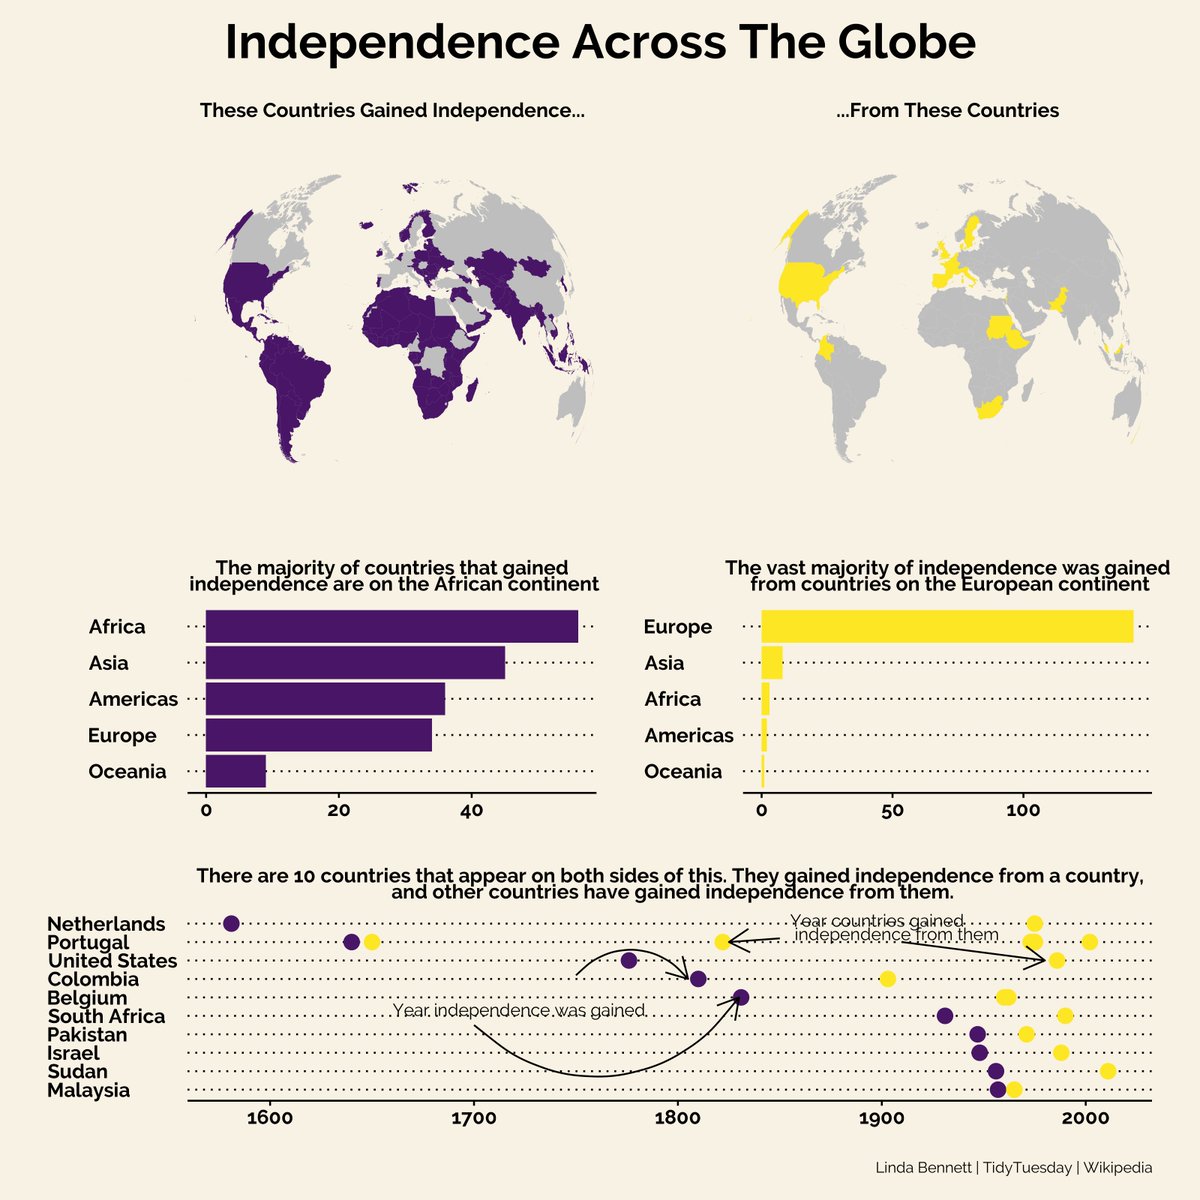 Independence Across The Globe
These Countries Gained Independence...
...From These Countries
The majority of countries that gained
independence are on the African continent
Africa
Asia
Americas
Europe
Oceania
0 20 40
The vast majority of independence was gained
from countries on the European continent
Europe
Asia
Africa
Americas
Oceania
0 50 100
There are 10 countries that appear on both sides of this. They gained independence from a country,
and other countries have gained independence from them.
Netherlands
Portugal
United States
Colombia
Belgium
South Africa
Pakistan
Israel
Sudan
Malaysia
Year countries gained
independence from them
Year independence was gained
1600 1700 1800 1900 2000
Linda Bennett | TidyTuesday | Wikipedia